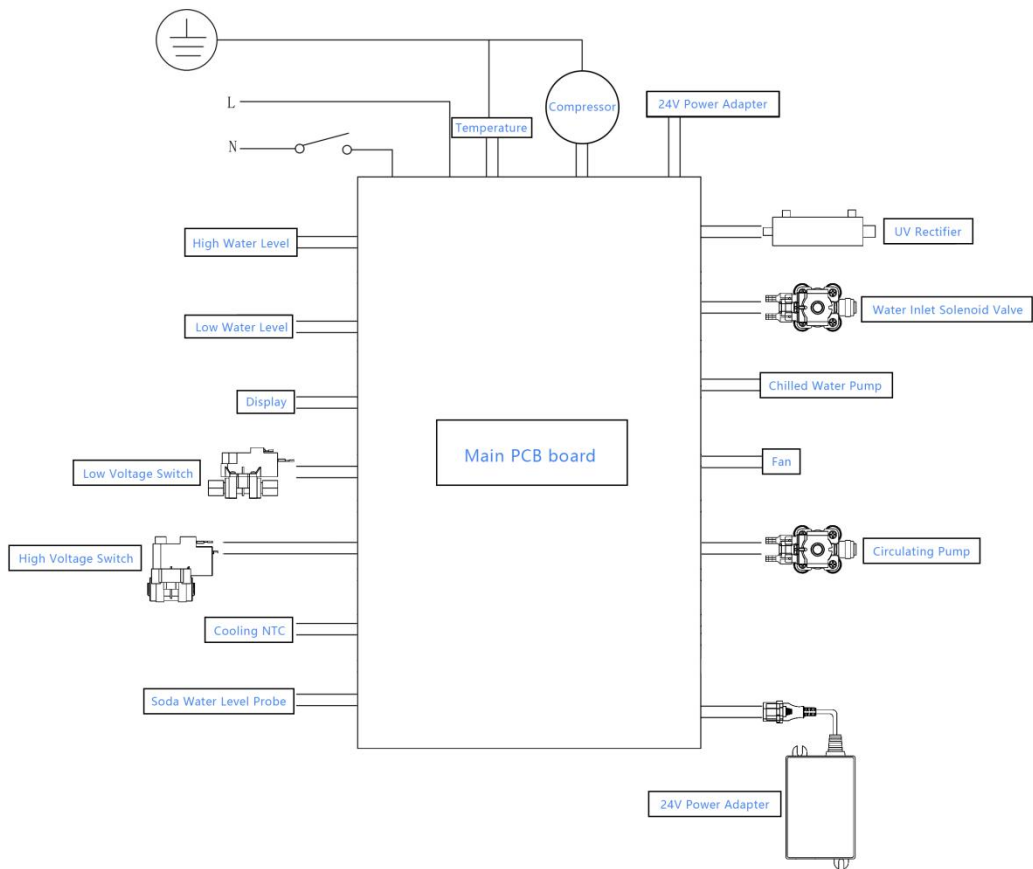 L
N
Temperature
Compressor
24V Power Adapter
High Water Level
UV Rectifier
Low Water Level
Water Inlet Solenoid Valve
Display
Chilled Water Pump
Main PCB board
Low Voltage Switch
Fan
High Voltage Switch
Circulating Pump
Cooling NTC
Soda Water Level Probe
24V Power Adapter